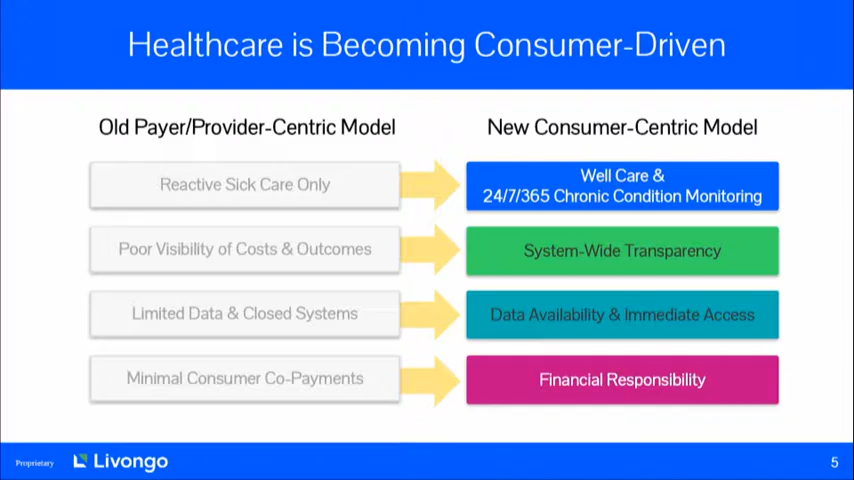 Healthcare is Becoming Consumer-Driven
Old Payer/Provider-Centric Model
New Consumer-Centric Model
Reactive Sick Care Only
Well Care &
24/7/365 Chronic Condition Monitoring
Poor Visibility of Costs & Outcomes
System-Wide Transparency
Limited Data & Closed Systems
Data Availability & Immediate Access
Minimal Consumer Co-Payments
Financial Responsibility
Proprietary
Livongo
5